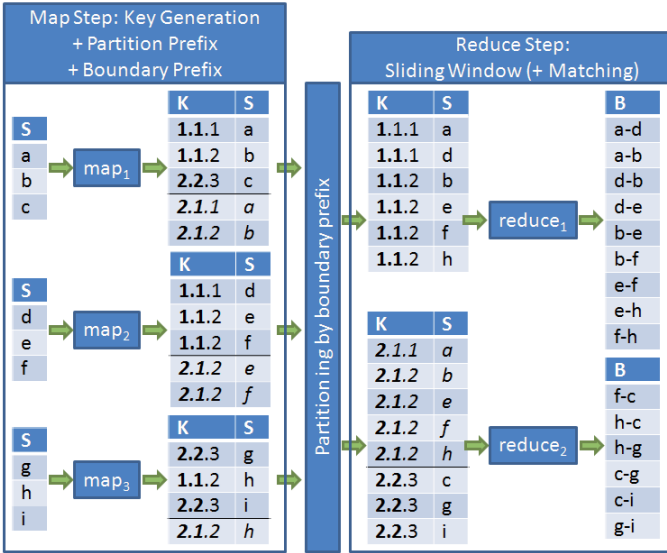 Map Step: Key Generation
+ Partition Prefix
+ Boundary Prefix
S
a
b
c
map1
K S
1.1.1 a
1.1.2 b
2.2.3 c
2.1.1 a
2.1.2 b
S
d
e
f
map2
K S
1.1.1 d
1.1.2 e
1.1.2 f
2.1.2 e
2.1.2 f
S
g
h
i
map3
K S
2.2.3 g
1.1.2 h
2.2.3 i
2.1.2 h
Partitioning by boundary prefix
Reduce Step:
Sliding Window (+ Matching)
K S
1.1.1 a
1.1.1 d
1.1.2 b
1.1.2 e
1.1.2 f
1.1.2 h
reduce1
B
a-d
a-b
d-b
d-e
b-e
b-f
e-f
e-h
f-h
K S
2.1.1 a
2.1.2 b
2.1.2 e
2.1.2 f
2.1.2 h
2.2.3 c
2.2.3 g
2.2.3 i
reduce2
B
f-c
h-c
h-g
c-g
c-i
g-i